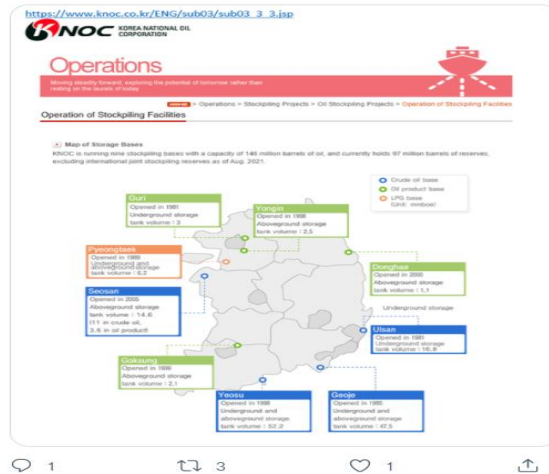 https://www.knoc.co.kr/ENG/sub03/sub03_3_3.jsp
KNOC KOREA NATIONAL OIL
CORPORATION
Operations
Moving steadily forward, exploring the potential of tomorrow rather than
resting on the laurels of today
HOME > Operations > Stockpiling Projects > Oil Stockpiling Projects > Operation of Stockpiling Facilities
Operation of Stockpiling Facilities
Map of Storage Bases
KNOC is running nine stockpiling bases with a capacity of 146 million barrels of oil, and currently holds 97 million barrels of reserves,
excluding international joint stockpiling reserves as of Aug. 2021.
Crude oil base
Oil product base
LPG base
(Unit: mmbbl)
Guri
Opened in 1981
Underground storage
tank volume : 3
Yongin
Opened in 1998
Aboveground storage
tank volume : 2.5
Pyeongtaek
Opened in 1989
Underground and
aboveground storage
tank volume : 6.2
Donghae
Opened in 2000
Aboveground storage
tank volume : 1.1
Seosan
Opened in 2005
Aboveground storage
tank volume : 14.6
(11 in crude oil,
3.6 in oil product)
Underground storage
Ulsan
Opened in 1981
Underground storage
tank volume : 16.8
Goksung
Opened in 1996
Aboveground storage
tank volume : 2.1
Yeosu
Opened in 1998
Underground and
aboveground storage
tank volume : 52.2
Geoje
Opened in 1985
Underground and
aboveground storage
tank volume : 47.5
1
3
1